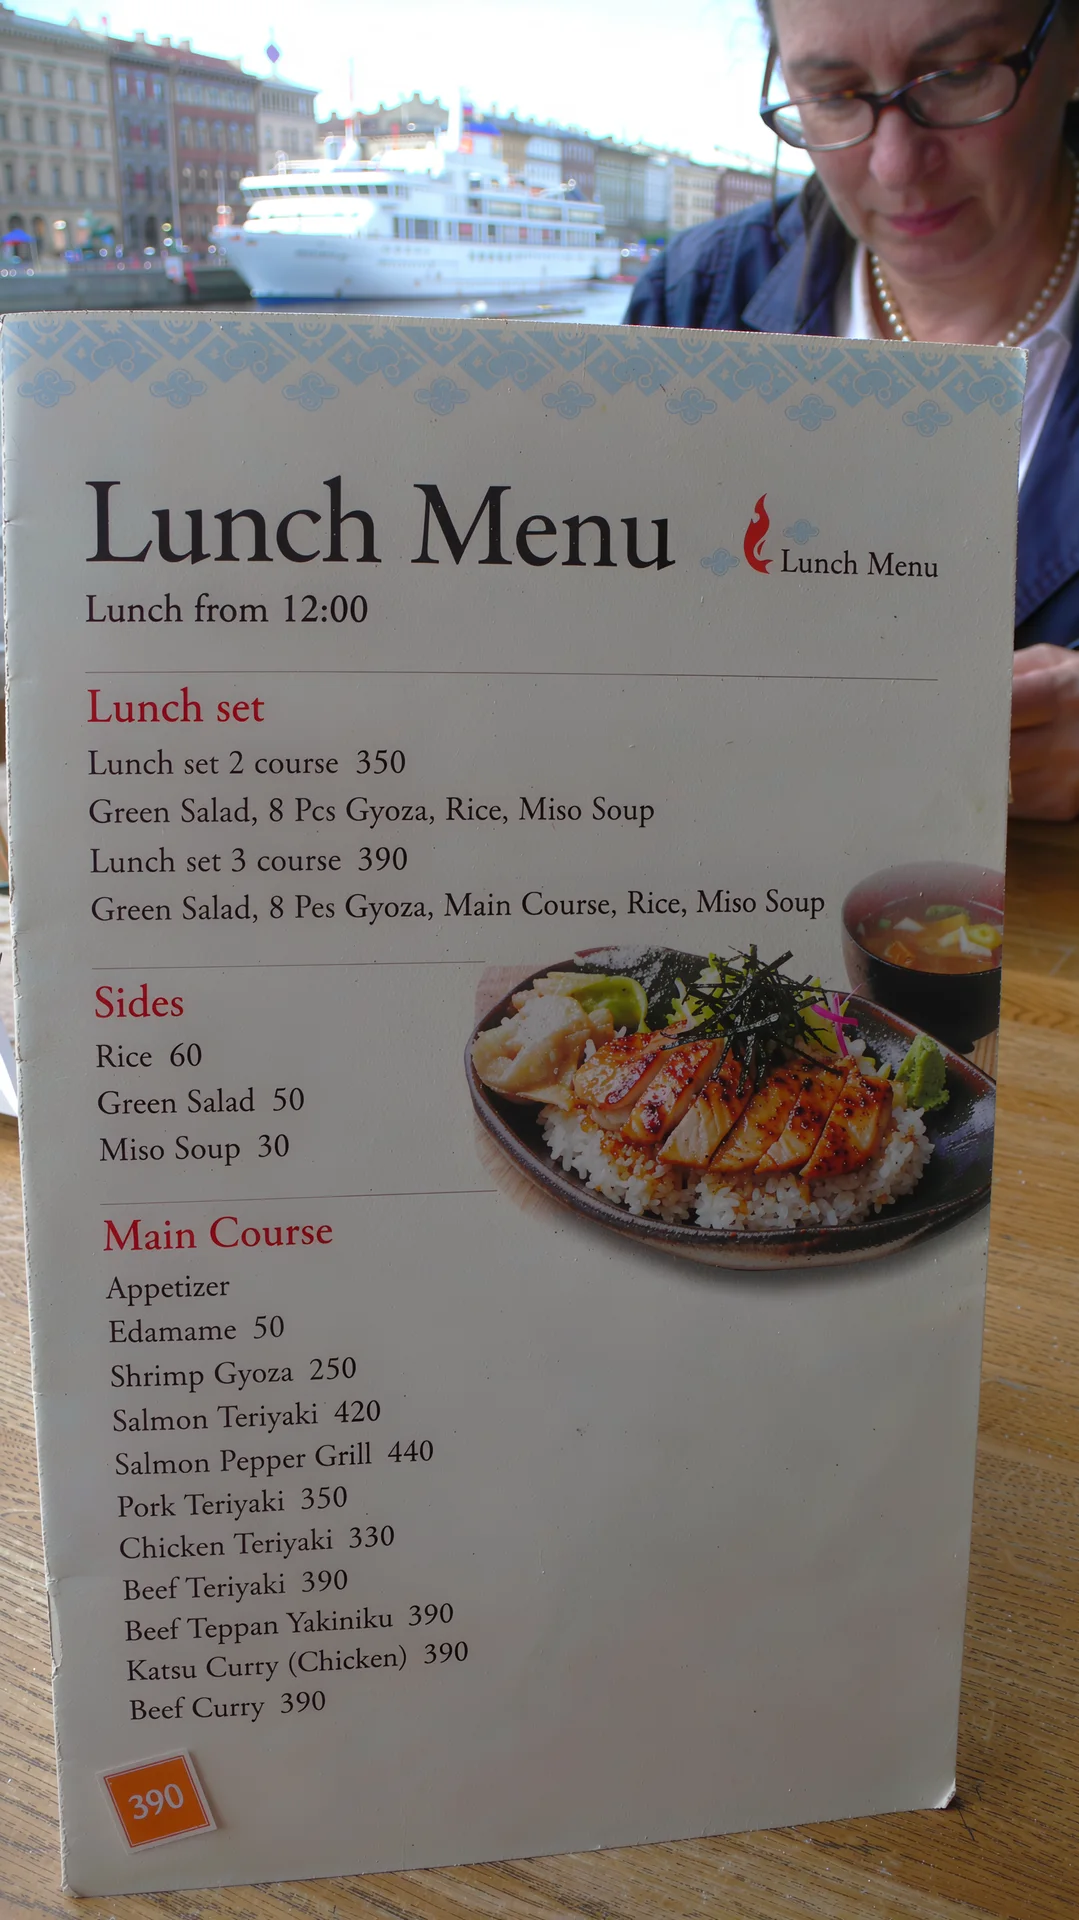 Lunch Menu
Lunch Menu
Lunch from 12:00
Lunch set
Lunch set 2 course 350
Green Salad, 8 Pcs Gyoza, Rice, Miso Soup
Lunch set 3 course 390
Green Salad, 8 Pes Gyoza, Main Course, Rice, Miso Soup
Sides
Rice 60
Green Salad 50
Miso Soup 30
Main Course
Appetizer
Edamame 50
Shrimp Gyoza 250
Salmon Teriyaki 420
Salmon Pepper Grill 440
Pork Teriyaki 350
Chicken Teriyaki 330
Beef Teriyaki 390
Beef Teppan Yakiniku 390
Katsu Curry (Chicken) 390
Beef Curry 390
390